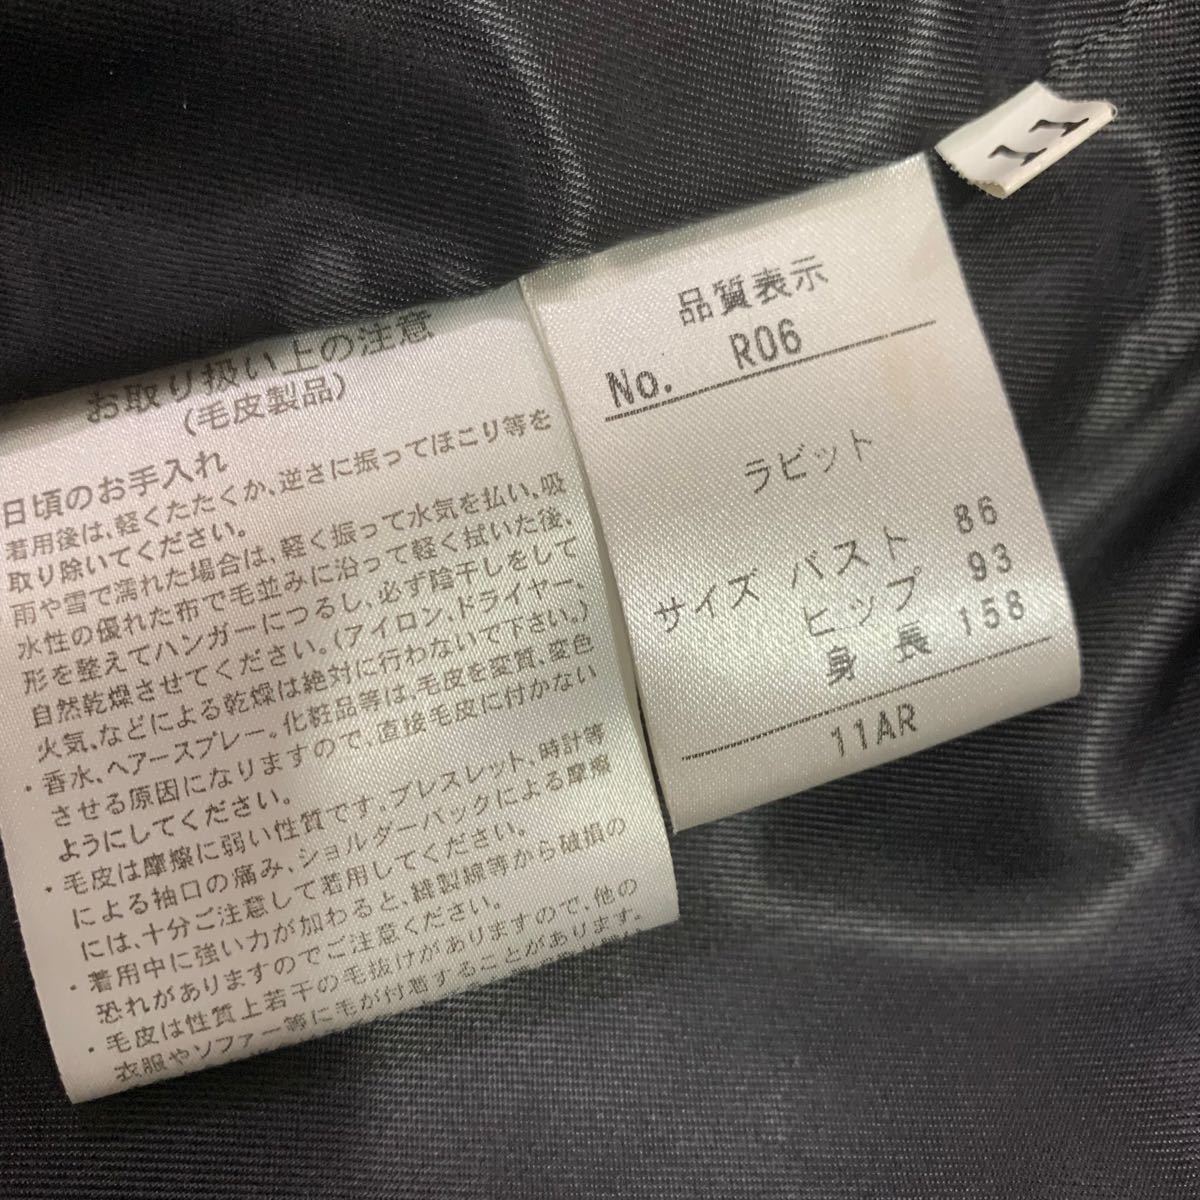 お取り扱い上の注意
(毛皮製品)
日頃のお手入れ
着用後は、軽くたたくか、逆さに振ってほこり等を
取り除いてください。
雨や雪で濡れた場合は、軽く振って水気を払い、吸
水性の優れた布で毛並みに沿って軽く拭いた後、
形を整えてハンガーにつるし、必ず陰干しをして
自然乾燥させてください。(アイロン、ドライヤー、
火気、などによる乾燥は絶対に行わないで下さい。)
・香水、ヘアースプレー。化粧品等は、毛皮を変質、変色
させる原因になりますので、直接毛皮に付かない
ようにしてください。
・毛皮は摩擦に弱い性質です。ブレスレット、時計等
による袖口の痛み、ショルダーバックによる摩擦
には、十分ご注意して着用してください。
・着用中に強い力が加わると、縫製線等から破損の
恐れがありますのでご注意ください。
・毛皮は性質上若干の毛抜けがありますので、他の
衣服やソファー等に毛が付着することがあります。
品質表示
No. R06
ラビット
サイズ バスト 86
ヒップ 93
身長 158
11AR
11